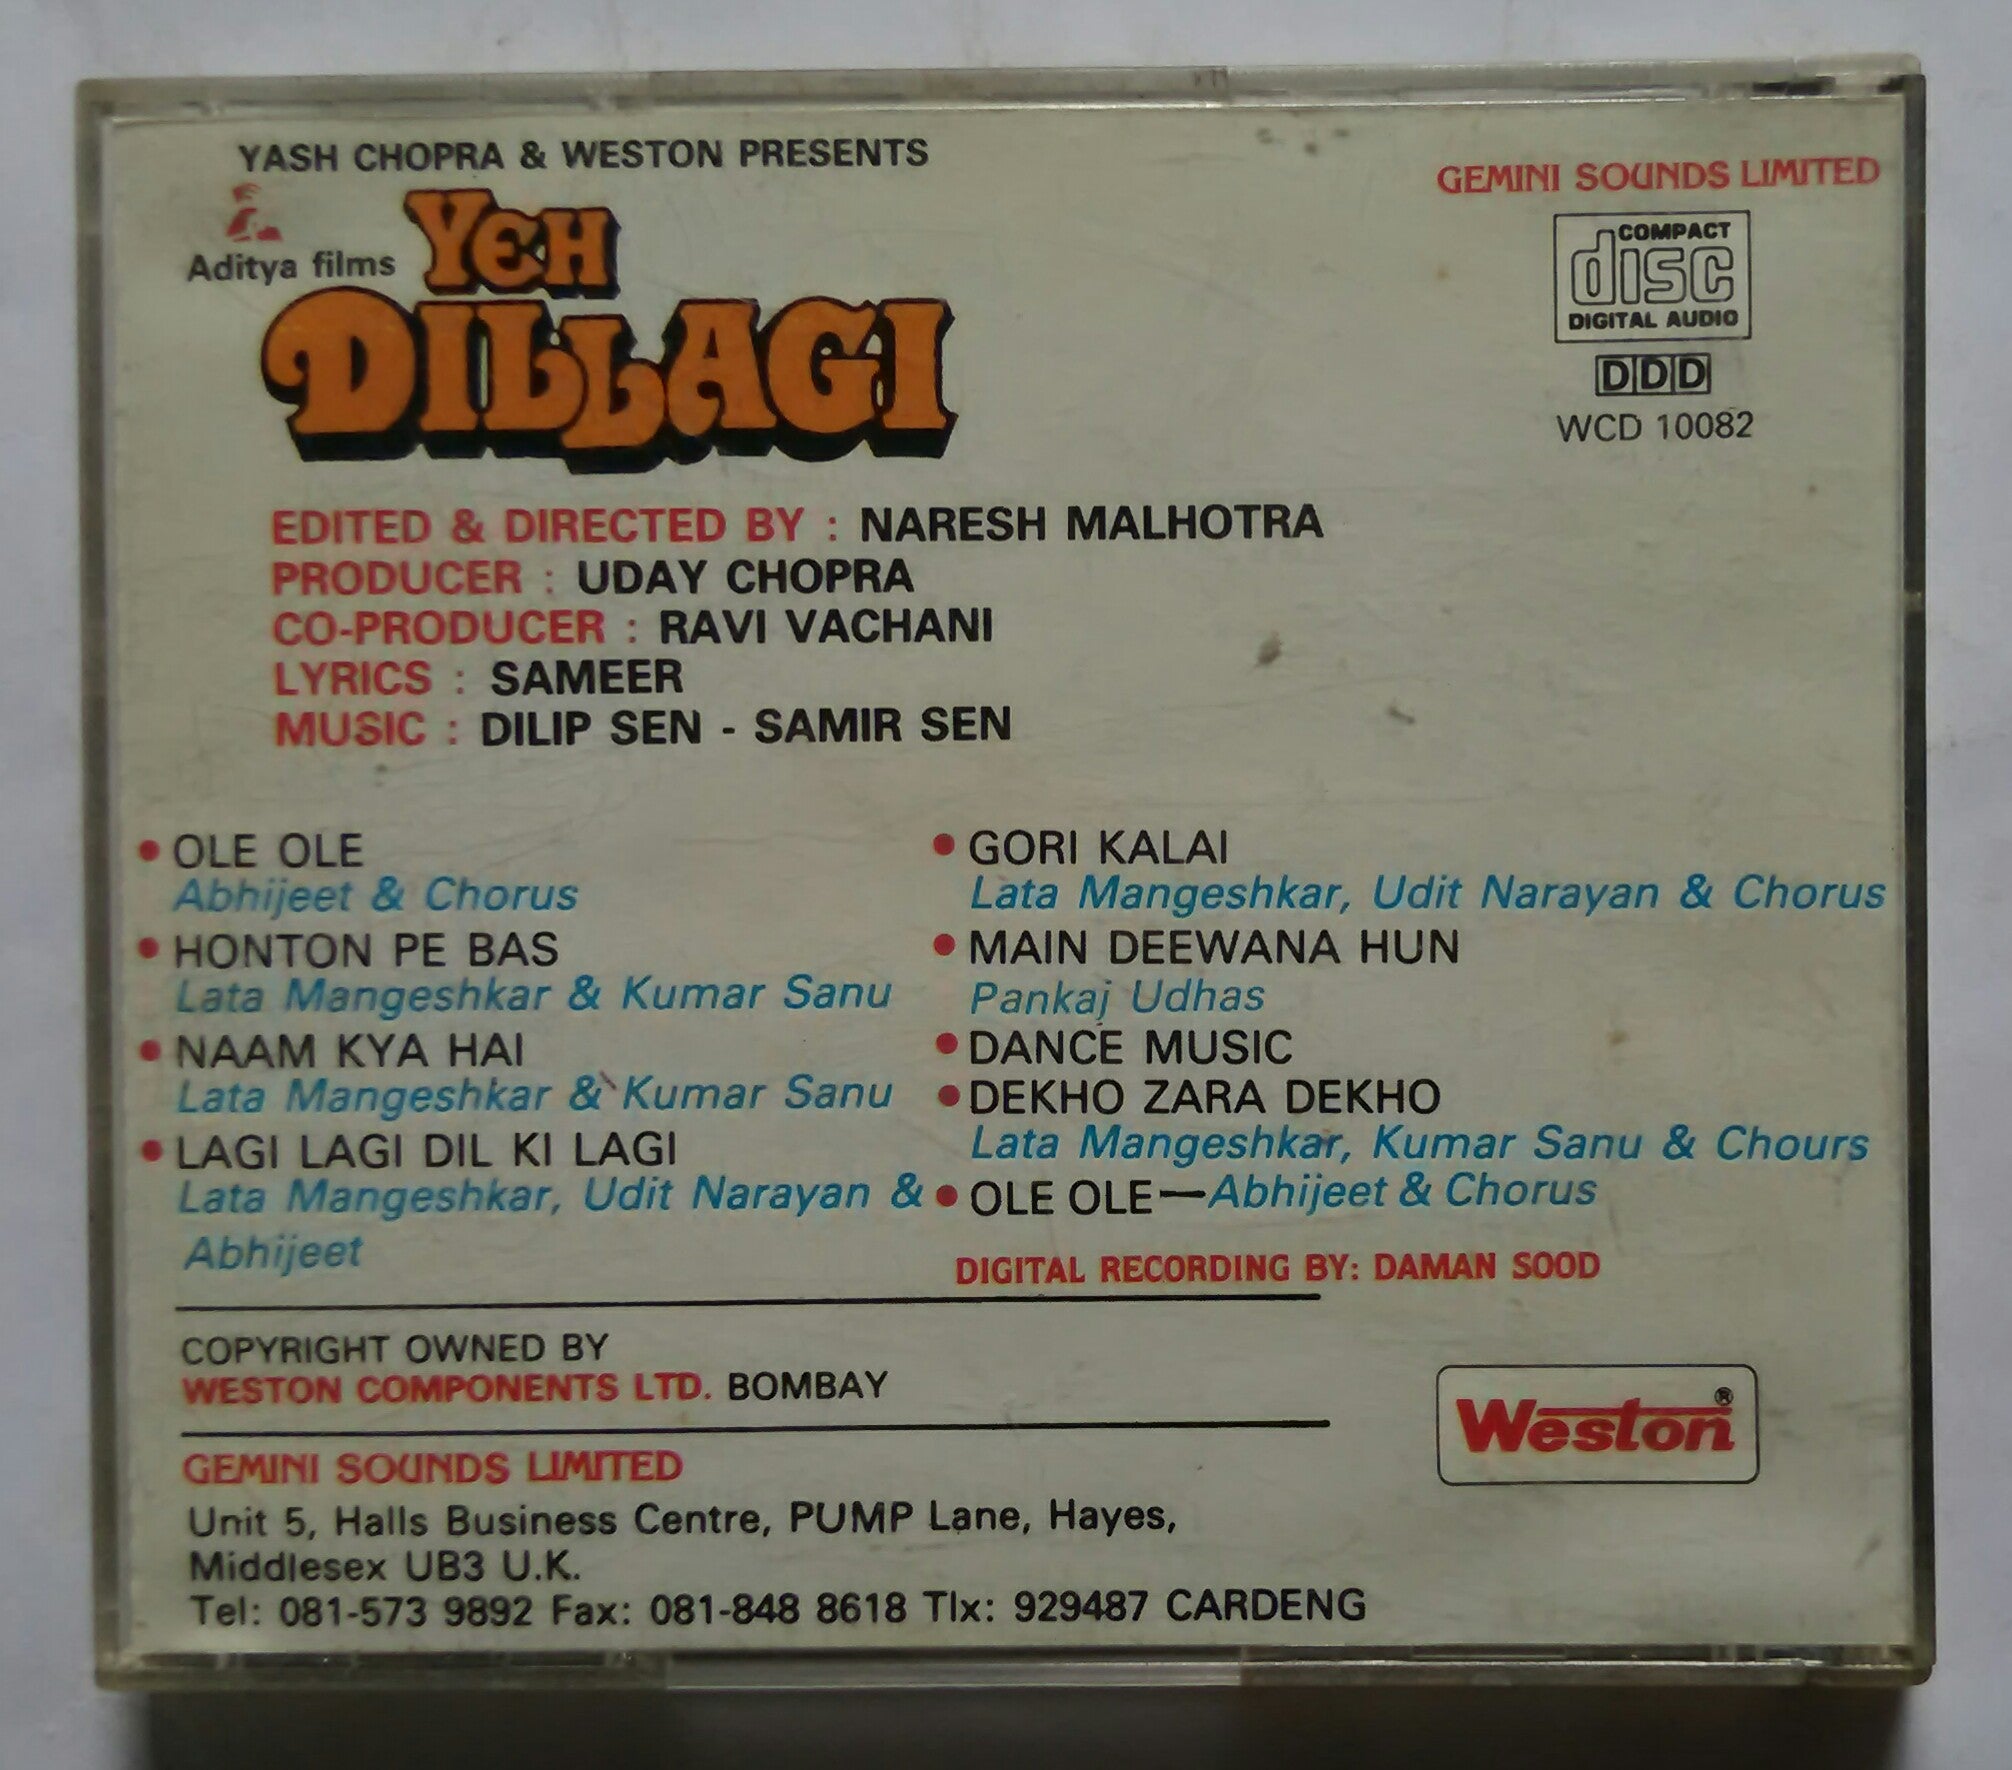 YASH CHOPRA & WESTON PRESENTS
Aditya films
YEH
DILLAGI
GEMINI SOUNDS LIMITED
COMPACT
disc
DIGITAL AUDIO
DDD
WCD 10082
EDITED & DIRECTED BY : NARESH MALHOTRA
PRODUCER : UDAY CHOPRA
CO-PRODUCER : RAVI VACHANI
LYRICS : SAMEER
MUSIC : DILIP SEN - SAMIR SEN
• OLE OLE
Abhijeet & Chorus
• HONTON PE BAS
Lata Mangeshkar & Kumar Sanu
• NAAM KYA HAI
Lata Mangeshkar & Kumar Sanu
• LAGI LAGI DIL KI LAGI
Lata Mangeshkar, Udit Narayan &
Abhijeet
• GORI KALAI
Lata Mangeshkar, Udit Narayan & Chorus
• MAIN DEEWANA HUN
Pankaj Udhas
• DANCE MUSIC
• DEKHO ZARA DEKHO
Lata Mangeshkar, Kumar Sanu & Chours
• OLE OLE—Abhijeet & Chorus
DIGITAL RECORDING BY: DAMAN SOOD
COPYRIGHT OWNED BY
WESTON COMPONENTS LTD. BOMBAY
Weston®
GEMINI SOUNDS LIMITED
Unit 5, Halls Business Centre, PUMP Lane, Hayes,
Middlesex UB3 U.K.
Tel: 081-573 9892 Fax: 081-848 8618 Tlx: 929487 CARDENG